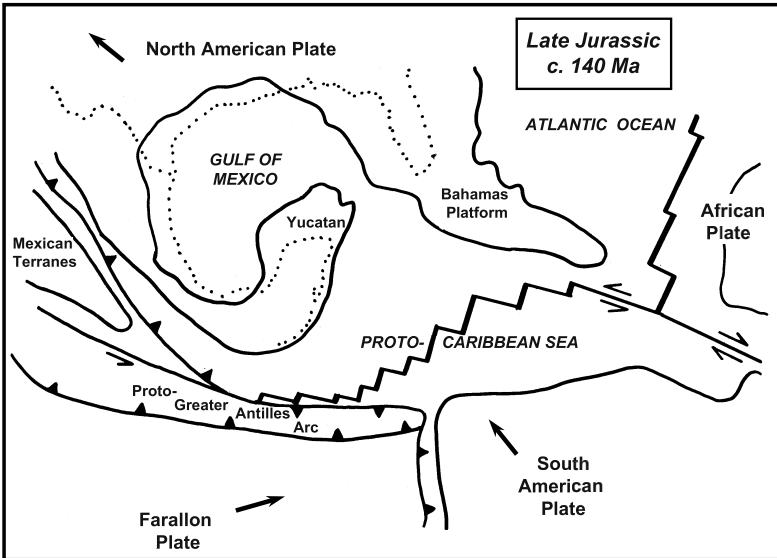 North American Plate
Late Jurassic
c. 140 Ma
ATLANTIC OCEAN
GULF OF
MEXICO
Yucatan
Bahamas
Platform
African
Plate
Mexican
Terranes
PROTO- CARIBBEAN SEA
Proto-
Greater
Antilles
Arc
South
American
Plate
Farallon
Plate